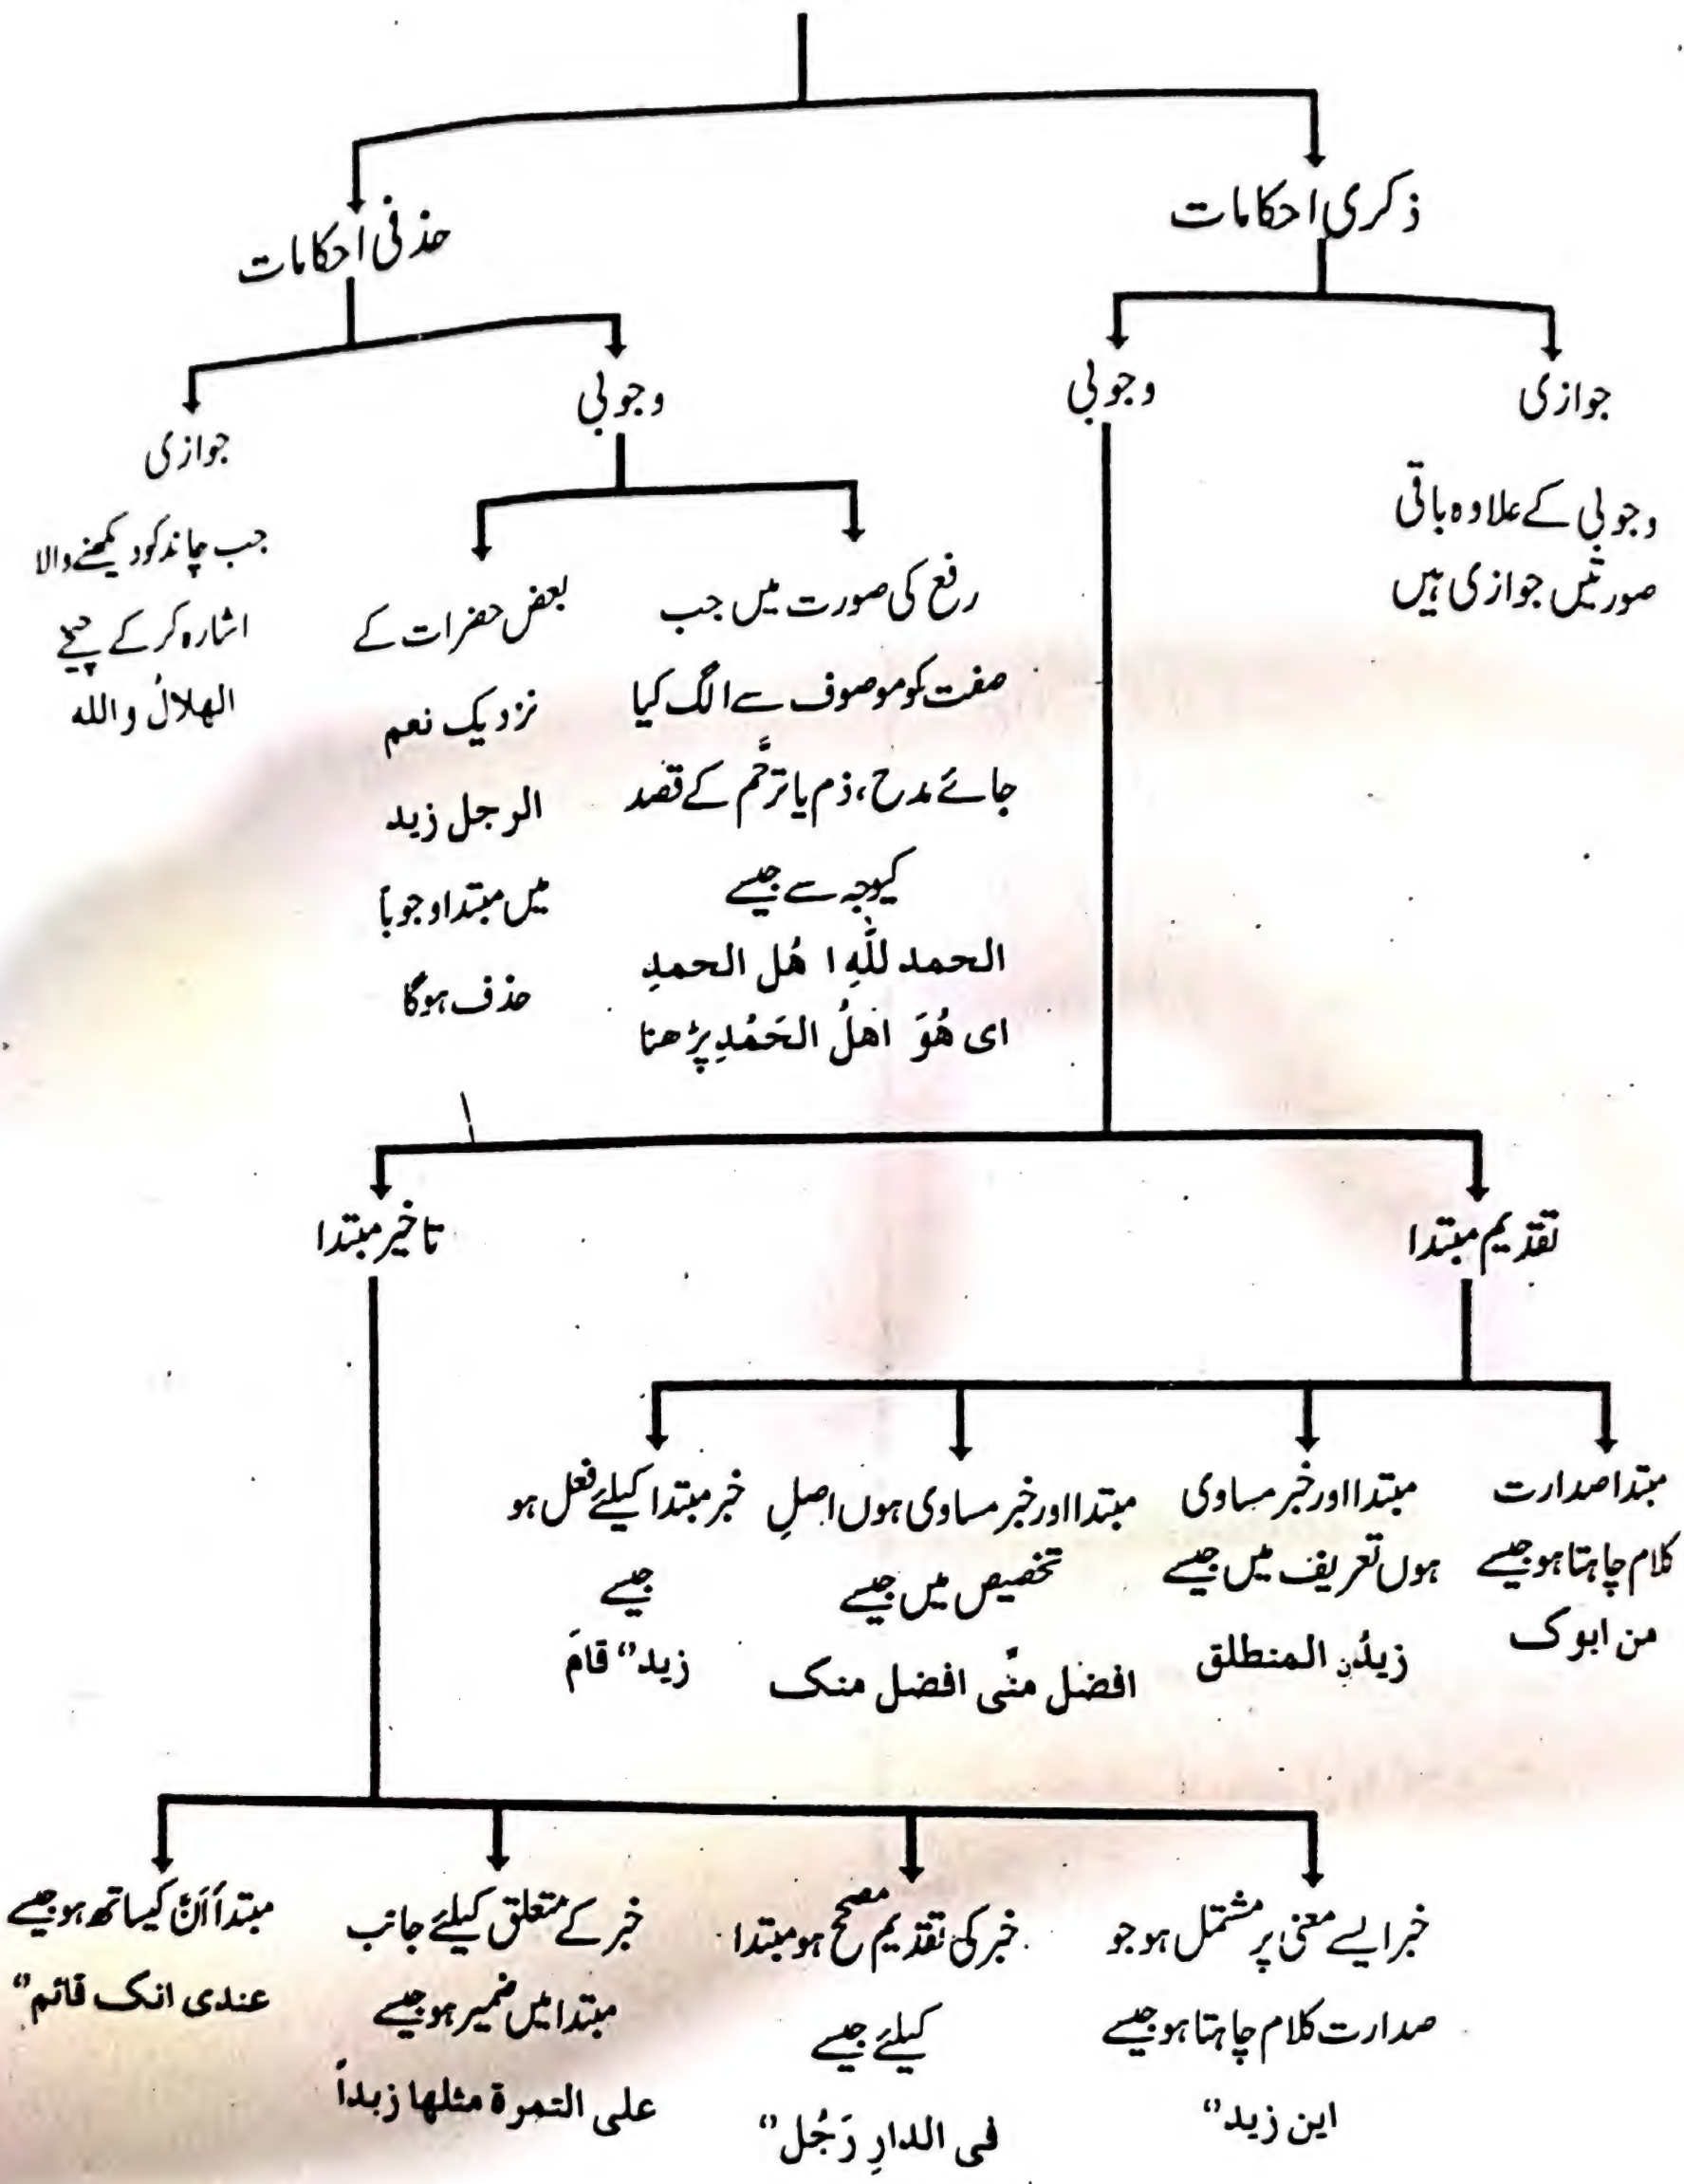 ذکری احکامات
حذفی احکامات
جوازی
وجوبی
وجوبی
جوازی
وجوبی کے علاوہ باقی
صورتیں جوازی ہیں
رفع کی صورت میں جب
صفت کو موصوف سے الگ کیا
جائے مدح، ذم یا ترحّم کے قصد
کیوجہ سے جیسے
الحمد للّٰہِ اھُل الحمدِ
ای ھُوَ اھلُ الحَمُدِ پڑھنا
بعض حضرات کے
نزدیک نعم
الرجل زید
میں مبتدا وجوباً
حذف ہوگا
جب چاند کو دیکھنے والا
اشارہ کر کے چیخے
الھلالُ واللہ
تقدیم مبتدا
تاخیر مبتدا
مبتدا صدارت
کلام چاہتا ہو جیسے
من ابوک
مبتدا اور خبر مساوی
ہوں تعریف میں جیسے
زیدُنِ المنطلق
مبتدا اور خبر مساوی ہوں اصلِ
تخصیص میں جیسے
افضل منّی افضل منک
خبر مبتدا کیلئے فعل ہو
جیسے
زید" قامَ
خبر ایسے معنی پر مشتمل ہو جو
صدارت کلام چاہتا ہو جیسے
این زید"
خبر کی تقدیم مصحح ہو مبتدا
کیلئے جیسے
فی الدارِ رَجُل"
خبر کے متعلق کیلئے جانب
مبتدا میں ضمیر ہو جیسے
علی التمرۃ مثلھا زبداً
مبتدأ أنَّ کیساتھ ہو جیسے
عندی انک قائم"